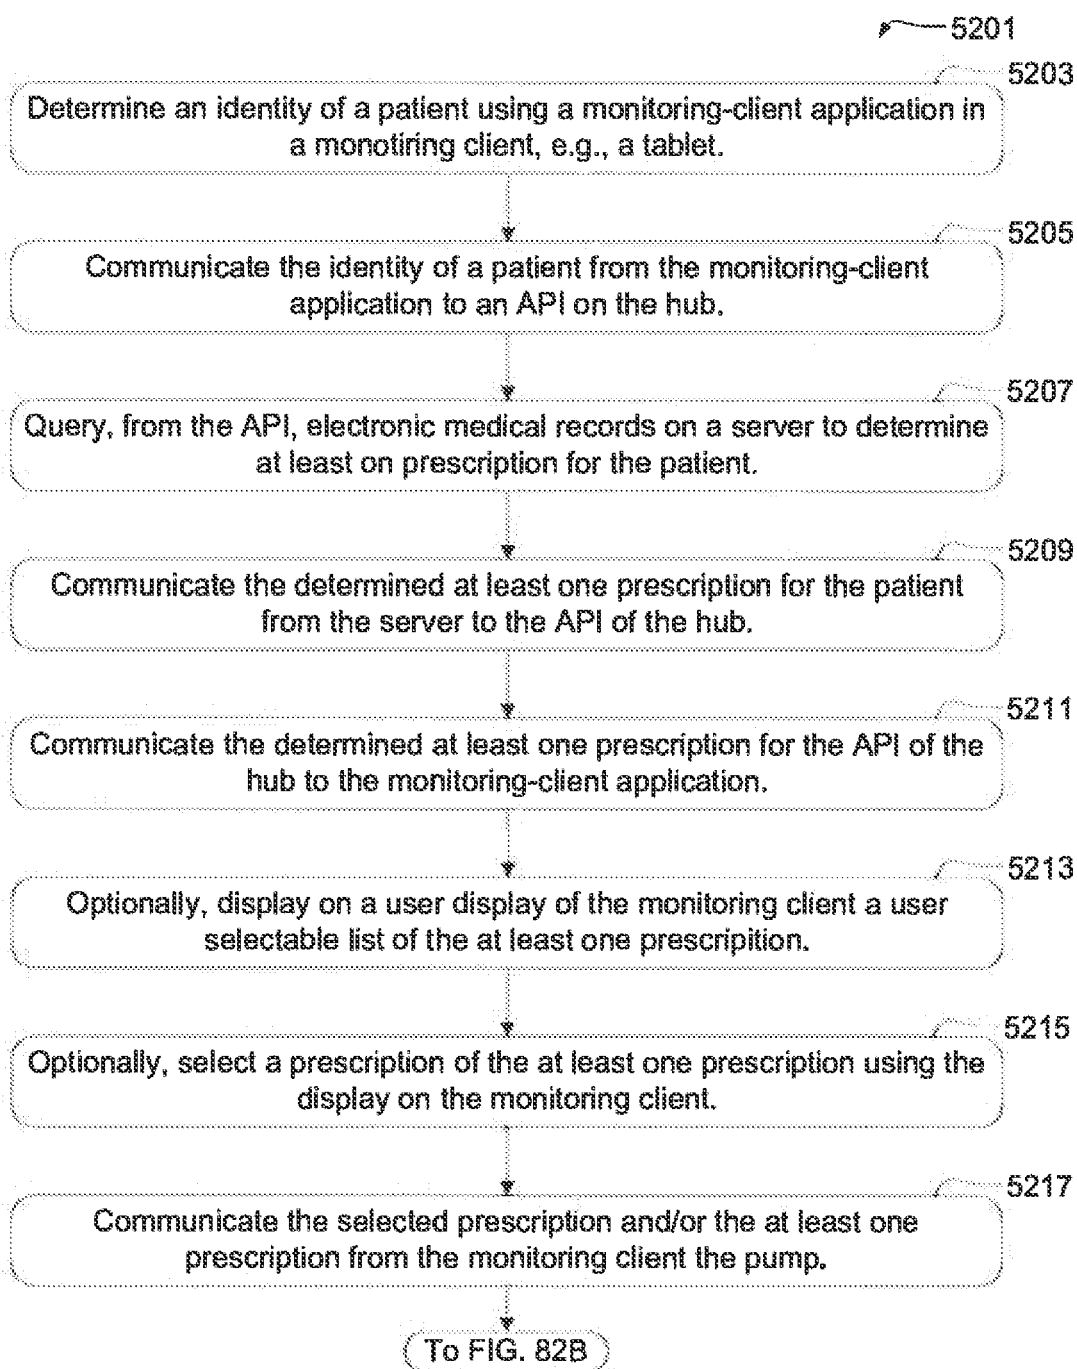 5201
5203
Determine an identity of a patient using a monitoring-client application in
a monotiring client, e.g., a tablet.
5205
Communicate the identity of a patient from the monitoring-client
application to an API on the hub.
5207
Query, from the API, electronic medical records on a server to determine
at least on prescription for the patient.
5209
Communicate the determined at least one prescription for the patient
from the server to the API of the hub.
5211
Communicate the determined at least one prescription for the API of the
hub to the monitoring-client application.
5213
Optionally, display on a user display of the monitoring client a user
selectable list of the at least one prescripition.
5215
Optionally, select a prescription of the at least one prescription using the
display on the monitoring client.
5217
Communicate the selected prescription and/or the at least one
prescription from the monitoring client the pump.
To FIG. 82B